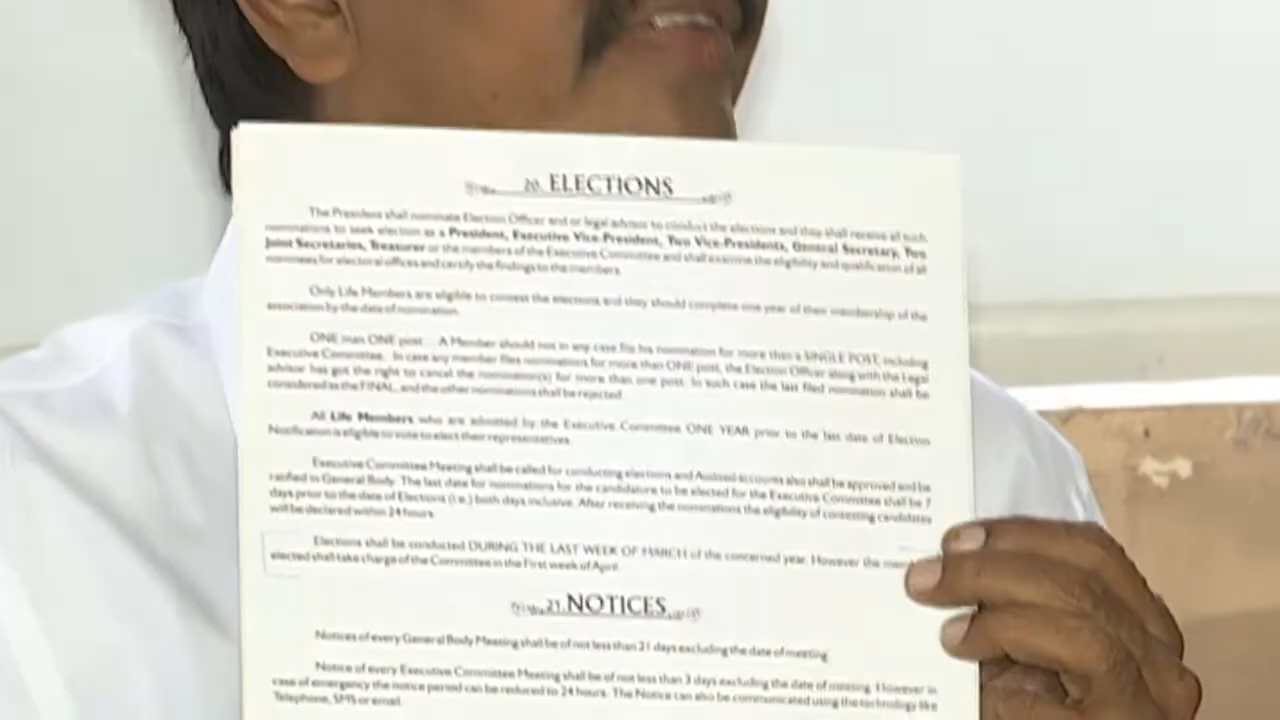 20. ELECTIONS
The President shall nominate Election Officer and or legal advisor to conduct the elections and they shall receive all such
nominations to seek election as a President, Executive Vice-President, Two Vice-Presidents, General Secretary, Two
Joint Secretaries, Treasurer or the members of the Executive Committee and shall examine the eligibility and qualification of all
nominees for electoral offices and certify the findings to the members.
Only Life Members are eligible to contest the elections and they should complete one year of their membership of the
association by the date of nomination.
ONE man ONE post . A Member should not in any case file his nomination for more than a SINGLE POST including
Executive Committee. In case any member files nominations for more than ONE post, the Election Officer along with the Legal
advisor has got the right to cancel the nomination(s) for more than one post. In such case the last filed nomination shall be
considered as the FINAL, and the other nominations shall be rejected.
All Life Members who are admitted by the Executive Committee ONE YEAR prior to the last date of Election
Notification is eligible to vote to elect their representatives.
Executive Committee Meeting shall be called for conducting elections and Audited accounts also shall be approved and be
ratified in General Body. The last date for nominations for the candidature to be elected for the Executive Committee shall be 7
days prior to the date of Elections (i.e.) both days inclusive. After receiving the nominations the eligibility of contesting candidates
will be declared within 24 hours.
Elections shall be conducted DURING THE LAST WEEK OF MARCH of the concerned year. However the
elected shall take charge of the Committee in the First week of April.
21. NOTICES
Notices of every General Body Meeting shall be of not less than 21 days excluding the date of meeting
Notice of every Executive Committee Meeting shall be of not less than 3 days excluding the date of meeting. However in
case of emergency the notice period can be reduced to 24 hours. The Notice can also be communicated using the technology like
Telephone, SMS or email.